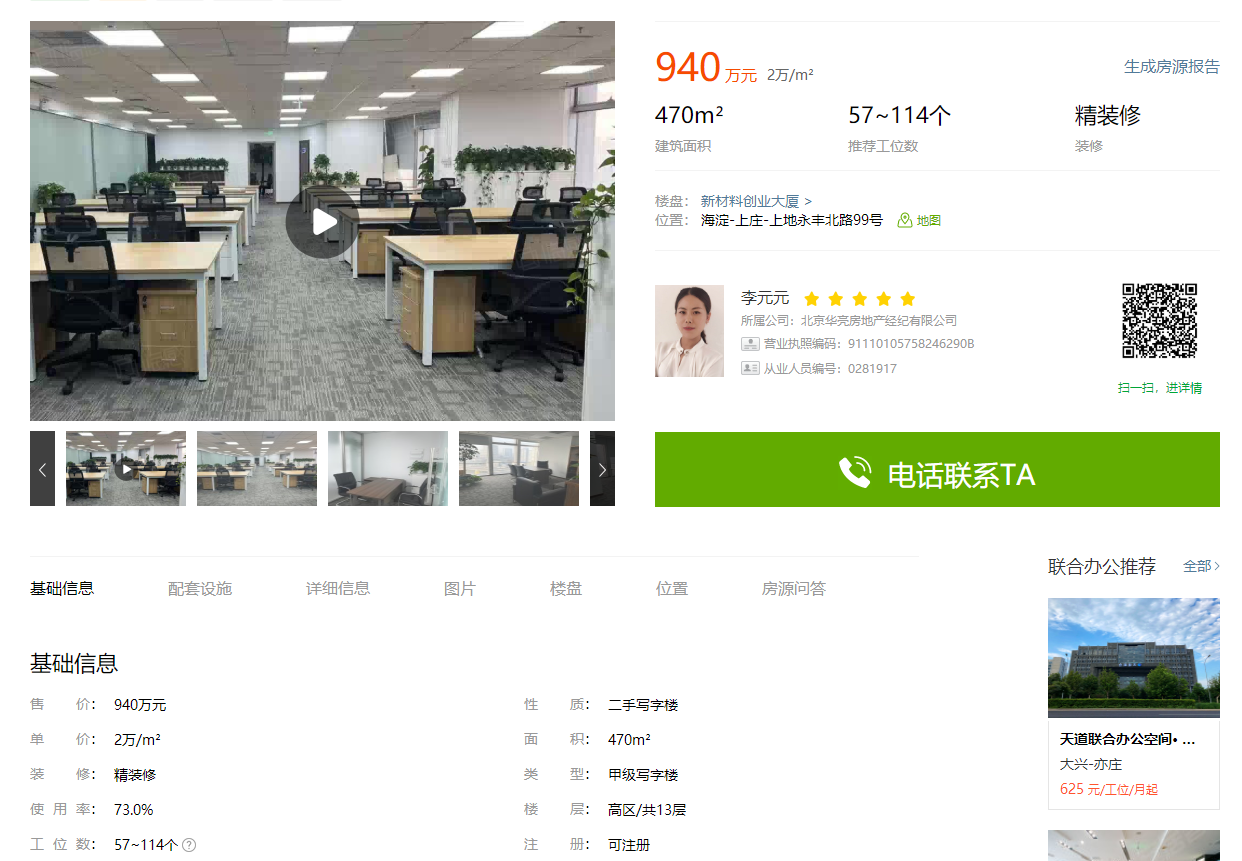 940 万元 2万/m²
生成房源报告
470m² 57~114个 精装修
建筑面积 推荐工位数 装修
楼盘： 新材料创业大厦 >
位置： 海淀-上庄-上地永丰北路99号 地图
李元元
所属公司：北京华亮房地产经纪有限公司
营业执照编码：91110105758246290B
从业人员编号：0281917
扫一扫，进详情
电话联系TA
基础信息 配套设施 详细信息 图片 楼盘 位置 房源问答
联合办公推荐 全部>
基础信息
售价： 940万元 性质： 二手写字楼
单价： 2万/m² 面积： 470m²
装修： 精装修 类型： 甲级写字楼
使用率： 73.0% 楼层： 高区/共13层
工位数： 57~114个 ? 注册： 可注册
天道联合办公空间• ...
大兴-亦庄
625 元/工位/月起